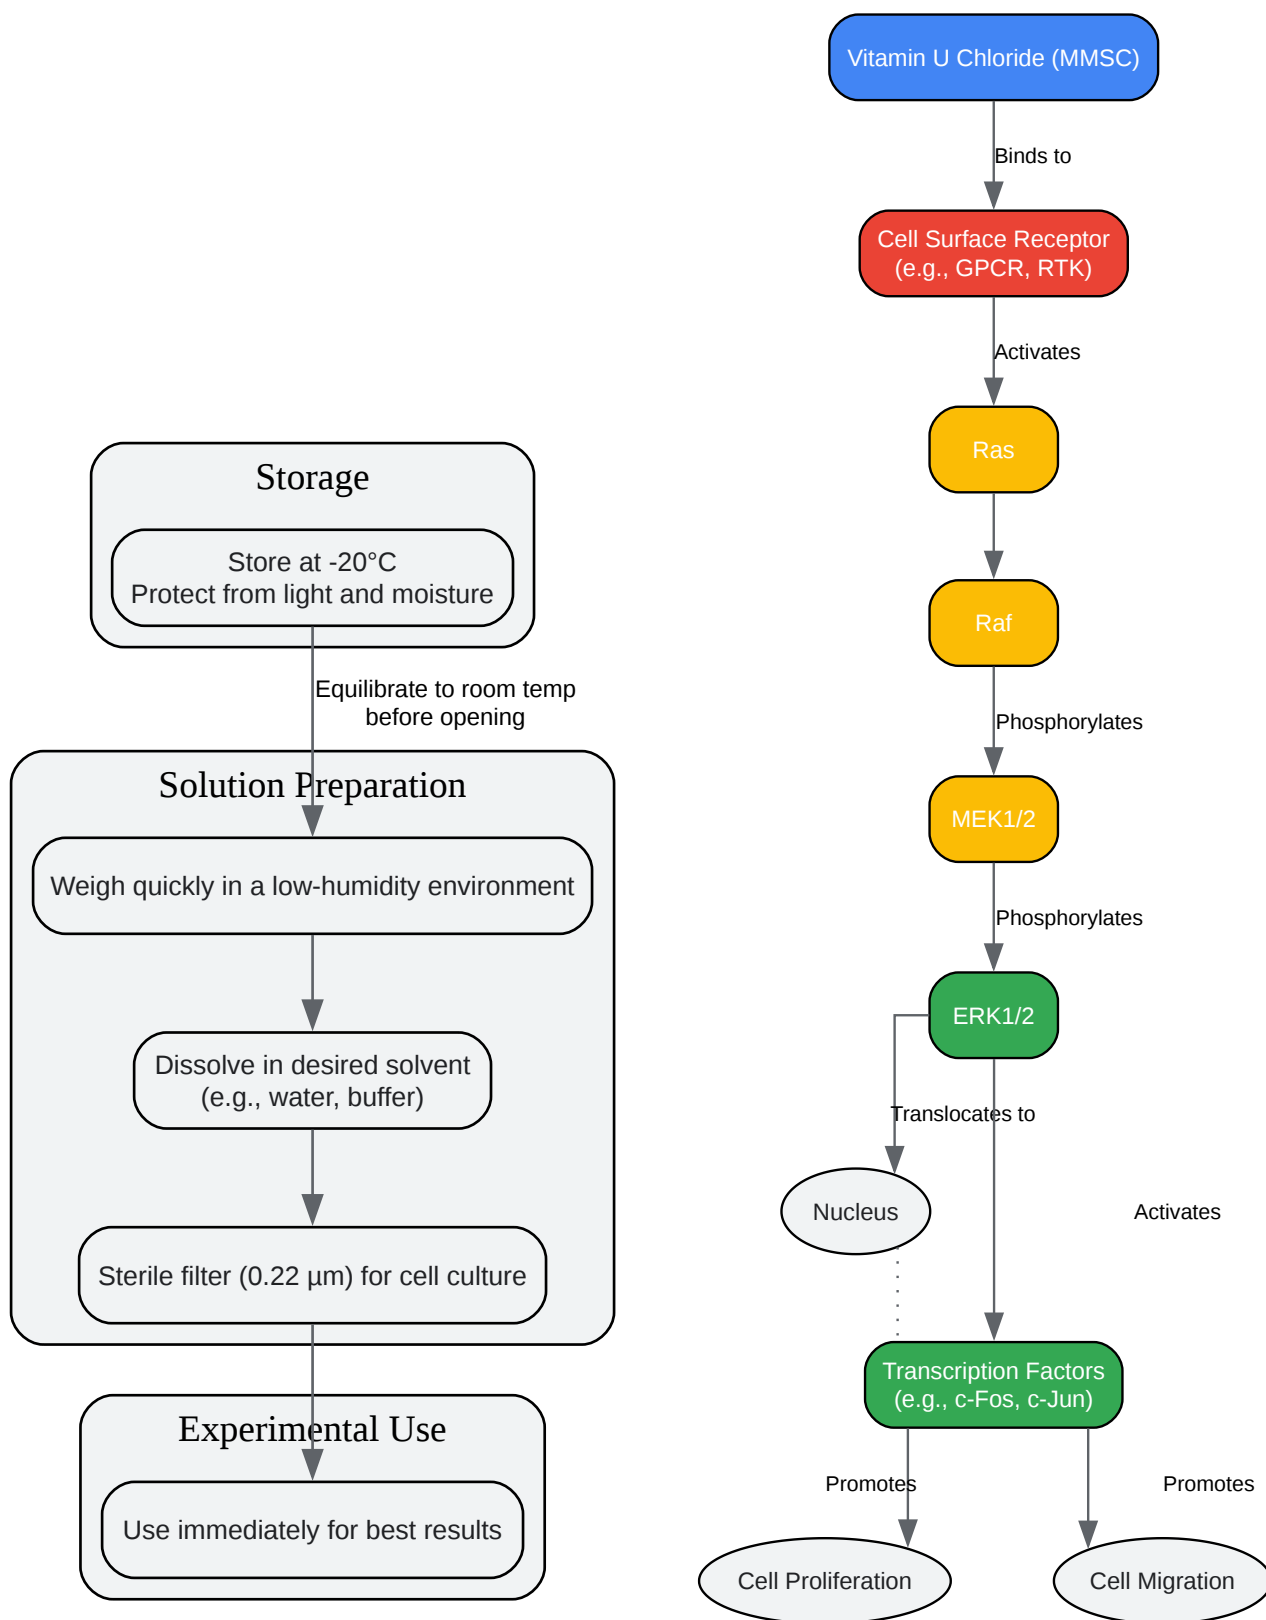 Storage
Store at -20°C
Protect from light and moisture
Equilibrate to room temp
before opening
Solution Preparation
Weigh quickly in a low-humidity environment
Dissolve in desired solvent
(e.g., water, buffer)
Sterile filter (0.22 µm) for cell culture
Experimental Use
Use immediately for best results
Vitamin U Chloride (MMSC)
Binds to
Cell Surface Receptor
(e.g., GPCR, RTK)
Activates
Ras
Raf
Phosphorylates
MEK1/2
Phosphorylates
ERK1/2
Translocates to
Nucleus
Activates
Transcription Factors
(e.g., c-Fos, c-Jun)
Promotes
Promotes
Cell Proliferation
Cell Migration